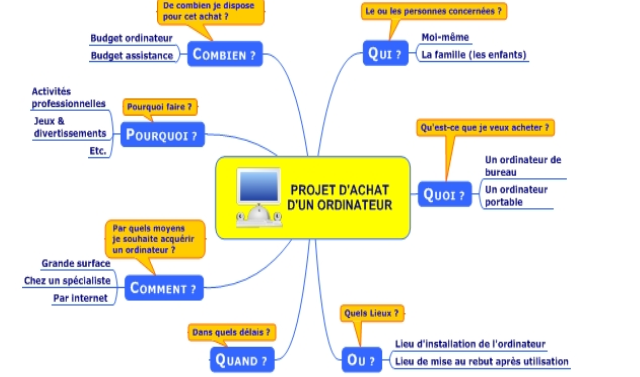 De combien je dispose
pour cet achat ?
Budget ordinateur
Budget assistance
COMBIEN ?
Le ou les personnes concernées ?
QUI ?
Moi-même
La famille (les enfants)
Activités
professionnelles
Jeux &
divertissements
Etc.
Pourquoi faire ?
POURQUOI ?
Qu'est-ce que je veux acheter ?
QUOI ?
Un ordinateur de
bureau
Un ordinateur
portable
PROJET D'ACHAT
D'UN ORDINATEUR
Par quels moyens
je souhaite acquérir
un ordinateur ?
Grande surface
Chez un spécialiste
Par internet
COMMENT ?
Dans quels délais ?
QUAND ?
Quels Lieux ?
OU ?
Lieu d'installation de l'ordinateur
Lieu de mise au rebut après utilisation